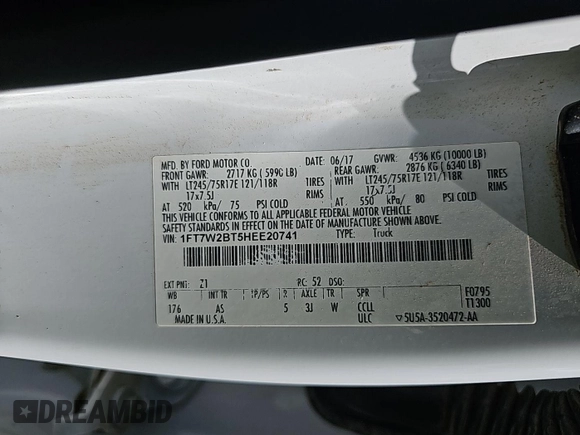 MFD. BY FORD MOTOR CO. 06/17 GVWR: 4536 KG (10000 LB)
FRONT GAWR: 2717 KG (5990 LB) REAR GAWR: 2876 KG (6340 LB)
WITH LT245/75R17E 121/118R TIRES WITH LT245/75R17E 121/118R TIRES
17x7.5J RIMS 17x7.5J RIMS
AT 520 kPa/ 75 PSI COLD AT 550 kPa/ 80 PSI COLD
THIS VEHICLE CONFORMS TO ALL APPLICABLE FEDERAL MOTOR VEHICLE
SAFETY STANDARDS IN EFFECT ON THE DATE OF MANUFACTURE SHOWN ABOVE.
VIN: 1FT7W2BT5HEE20741 TYPE: Truck
EXT PNT: Z1 RC: 52 DSO: F0795
WB INT TR TP/PS R AXLE TR SPR T1300
176 AS 5 3J W CCLL
MADE IN U.S.A. ULC ▽5U5A-3520472-AA
DREAMBID